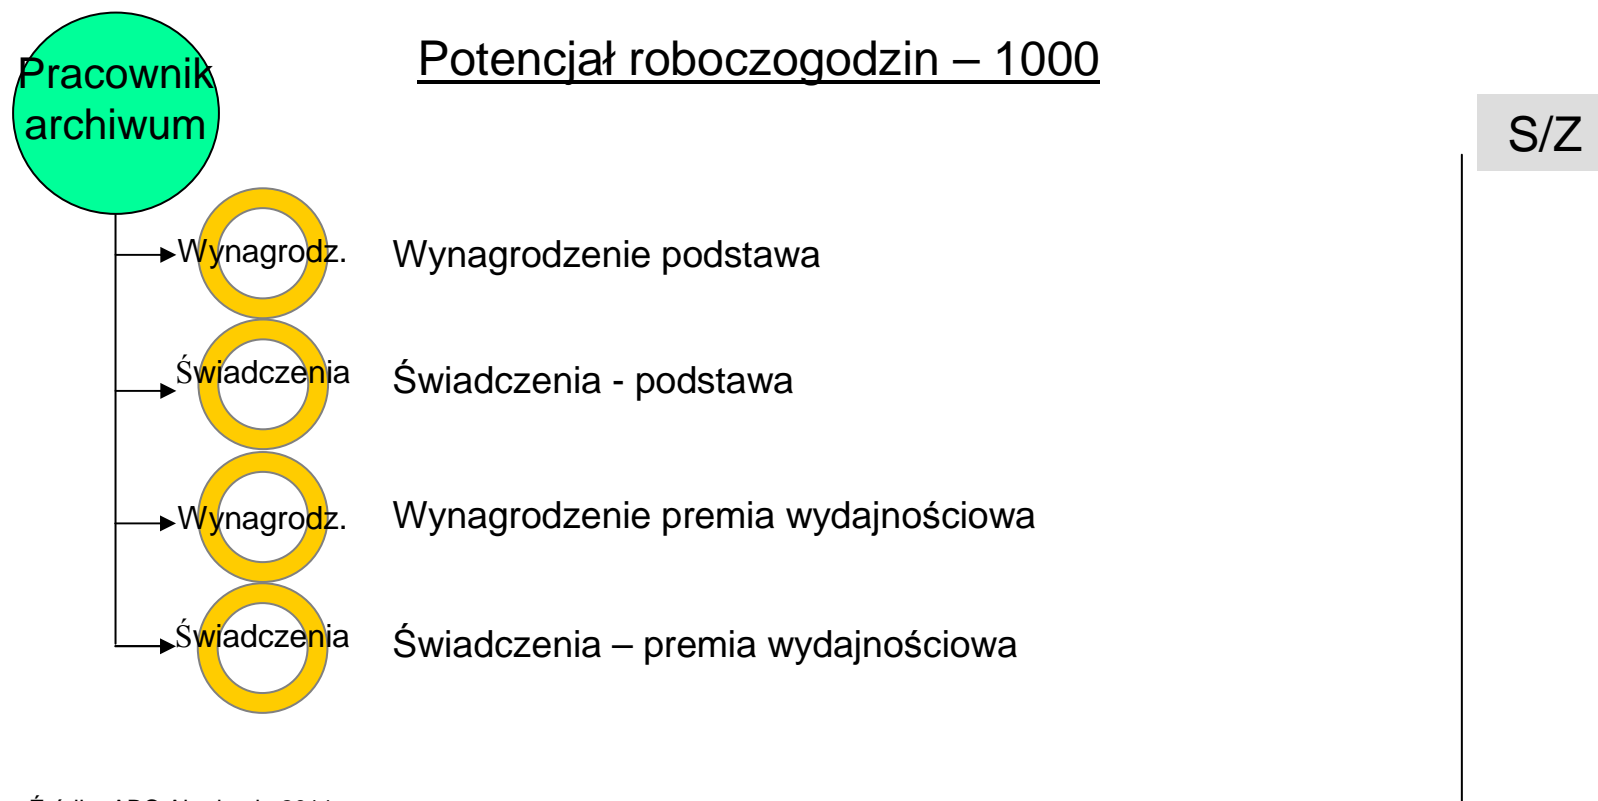 Pracownik
archiwum
Potencjał roboczogodzin – 1000
S/Z
Wynagrodz.
Wynagrodzenie podstawa
Świadczenia
Świadczenia - podstawa
Wynagrodz.
Wynagrodzenie premia wydajnościowa
Świadczenia
Świadczenia – premia wydajnościowa